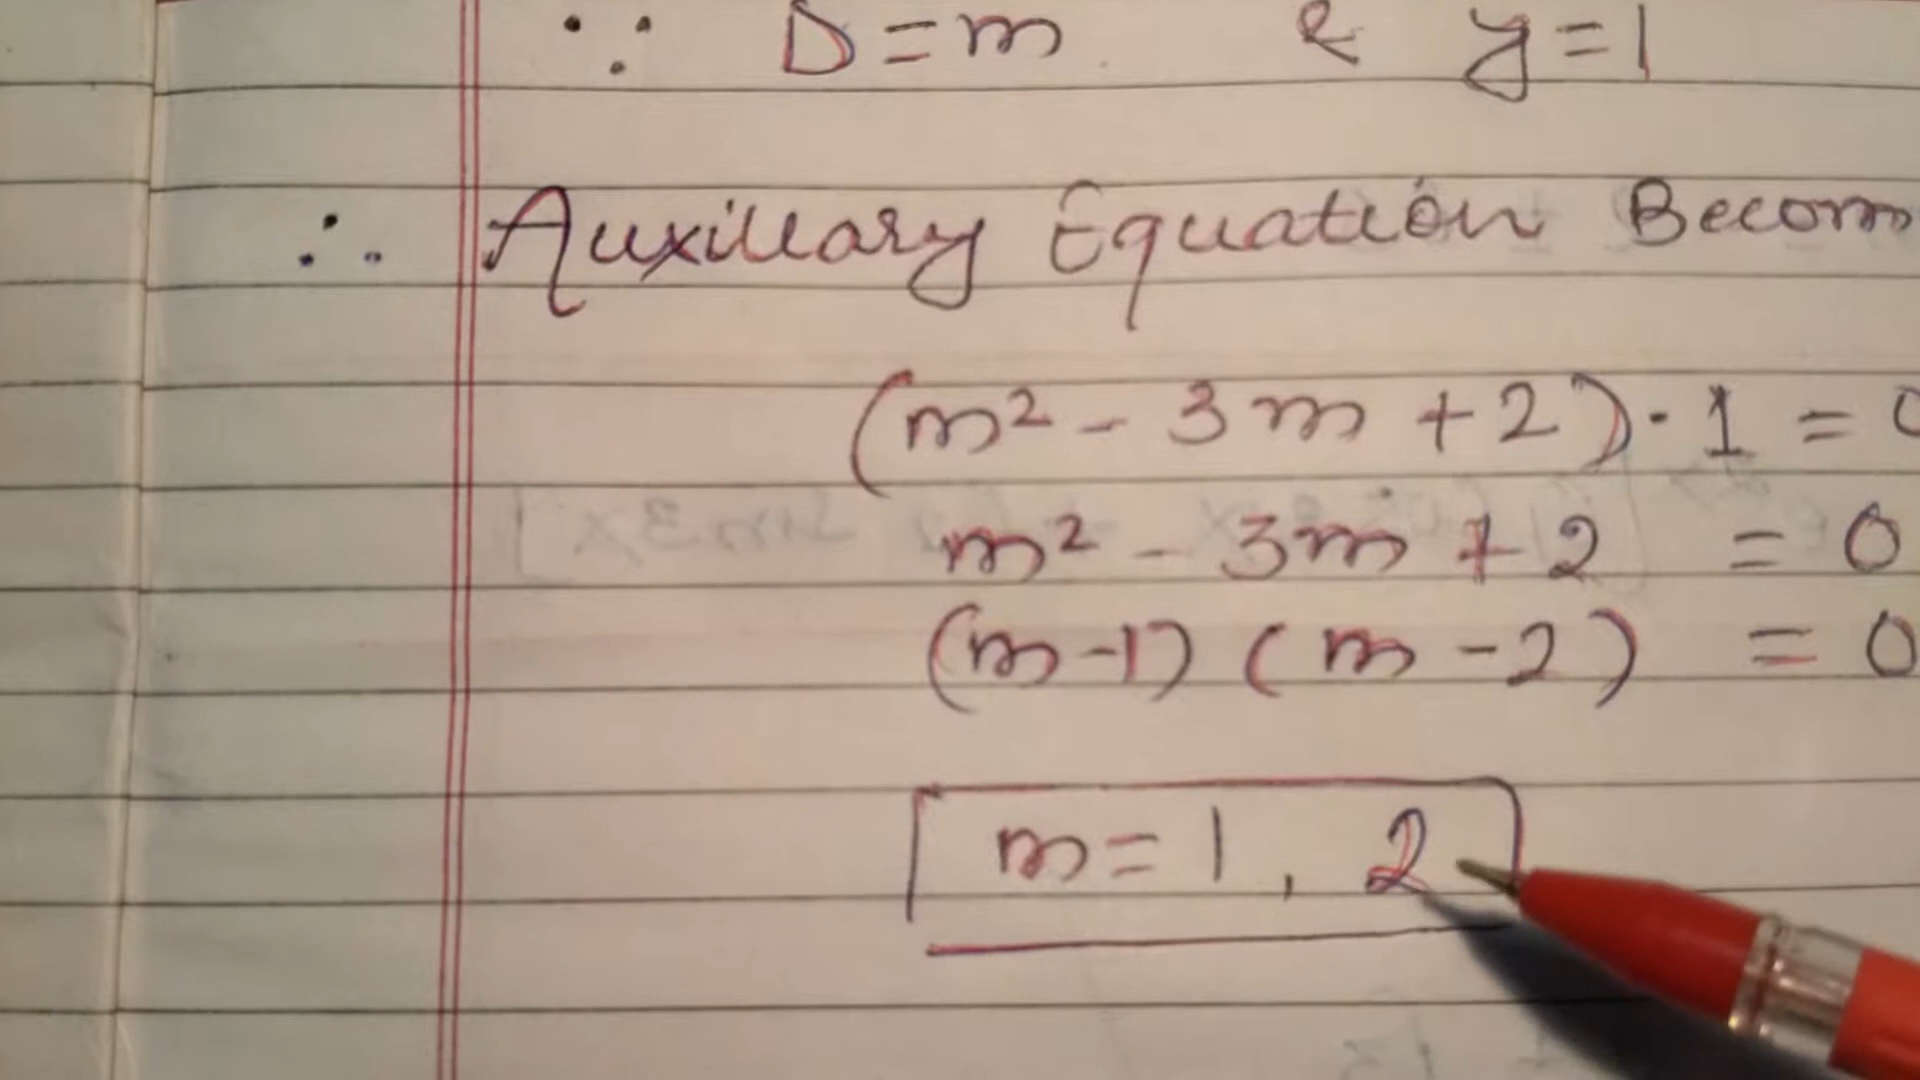 ∵ D = m & y = 1
∴ Auxillary Equation Becom
(m² - 3m + 2) · 1 = 0
m² - 3m + 2 = 0
(m-1) (m-2) = 0
m = 1, 2